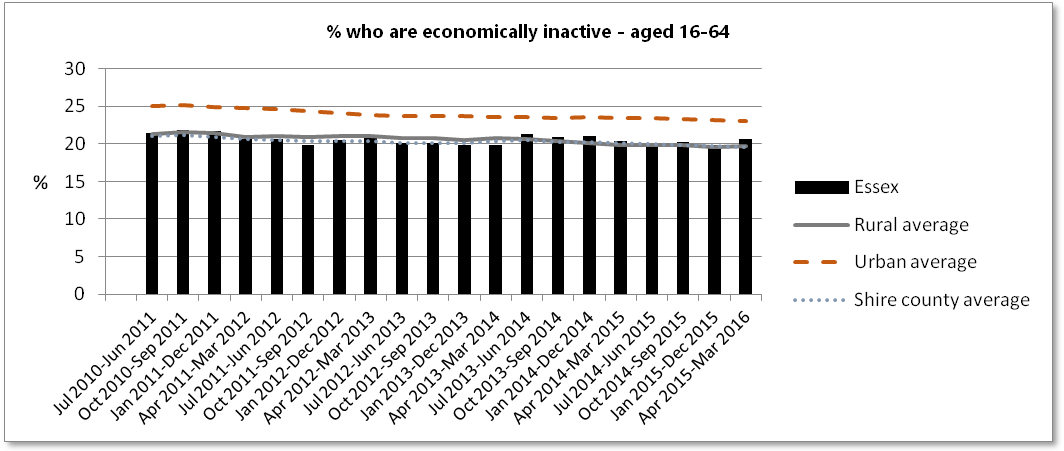 % who are economically inactive - aged 16-64
30
25
20
15
10
5
0
%
Jul 2010-Jun 2011
Oct 2010-Sep 2011
Jan 2011-Dec 2011
Apr 2011-Mar 2012
Jul 2011-Jun 2012
Oct 2011-Sep 2012
Jan 2012-Dec 2012
Apr 2012-Mar 2013
Jul 2012-Jun 2013
Oct 2012-Sep 2013
Jan 2013-Dec 2013
Apr 2013-Mar 2014
Jul 2013-Jun 2014
Oct 2013-Sep 2014
Jan 2014-Dec 2014
Apr 2014-Mar 2015
Jul 2014-Jun 2015
Oct 2014-Sep 2015
Jan 2015-Dec 2015
Apr 2015-Mar 2016
Essex
Rural average
Urban average
Shire county average